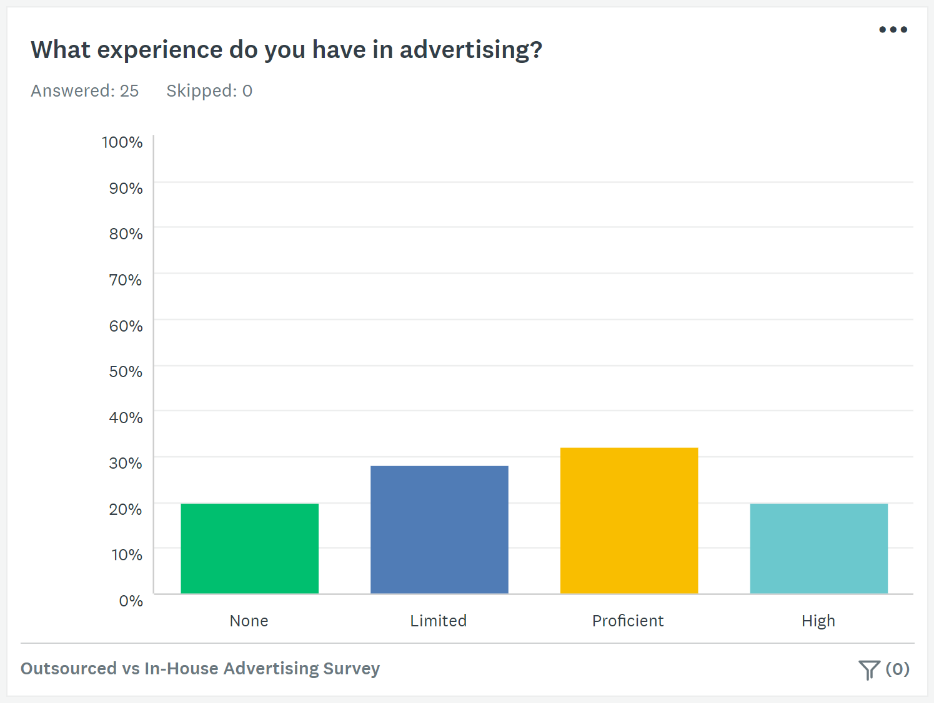 What experience do you have in advertising?
Answered: 25 Skipped: 0
100%
90%
80%
70%
60%
50%
40%
30%
20%
10%
0%
None Limited Proficient High
Outsourced vs In-House Advertising Survey (0)